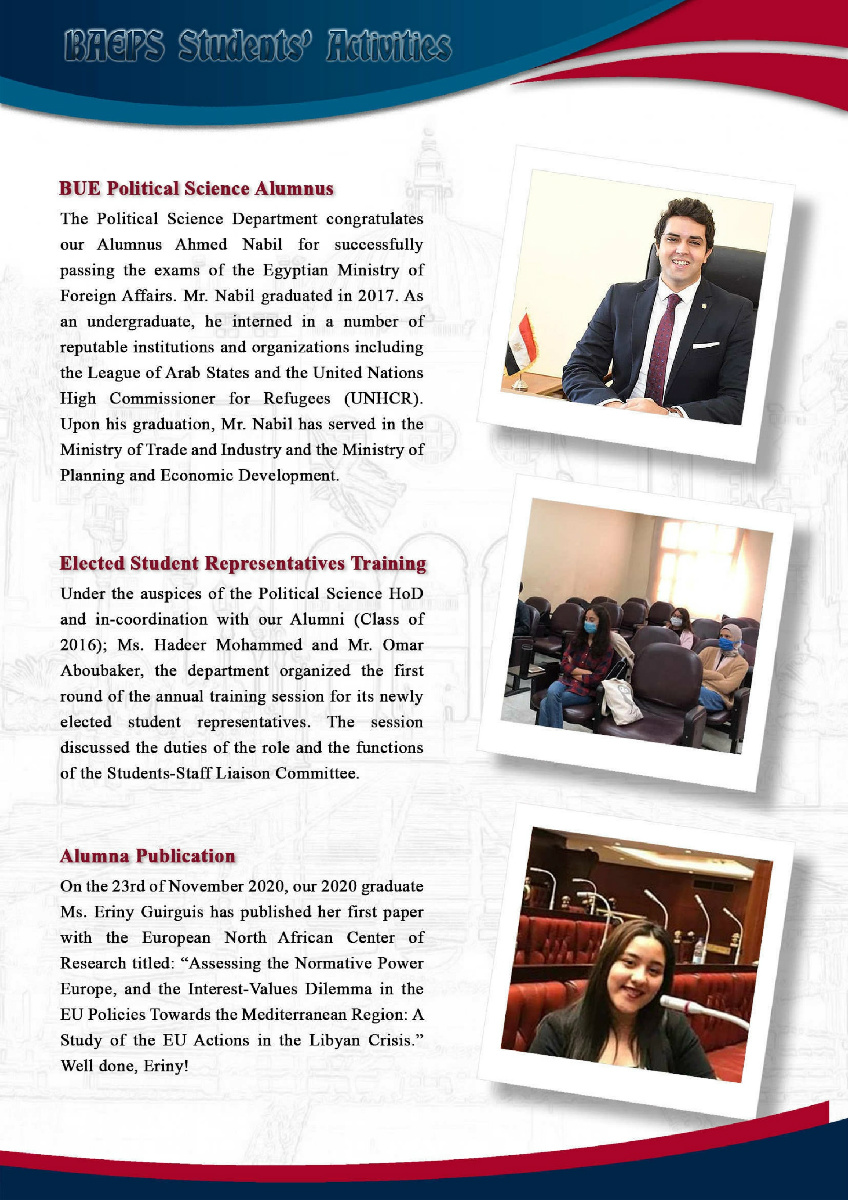 BAEPS Students' Activities
BUE Political Science Alumnus
The Political Science Department congratulates
our Alumnus Ahmed Nabil for successfully
passing the exams of the Egyptian Ministry of
Foreign Affairs. Mr. Nabil graduated in 2017. As
an undergraduate, he interned in a number of
reputable institutions and organizations including
the League of Arab States and the United Nations
High Commissioner for Refugees (UNHCR).
Upon his graduation, Mr. Nabil has served in the
Ministry of Trade and Industry and the Ministry of
Planning and Economic Development.
Elected Student Representatives Training
Under the auspices of the Political Science HoD
and in-coordination with our Alumni (Class of
2016); Ms. Hadeer Mohammed and Mr. Omar
Aboubaker, the department organized the first
round of the annual training session for its newly
elected student representatives. The session
discussed the duties of the role and the functions
of the Students-Staff Liaison Committee.
Alumna Publication
On the 23rd of November 2020, our 2020 graduate
Ms. Eriny Guirguis has published her first paper
with the European North African Center of
Research titled: “Assessing the Normative Power
Europe, and the Interest-Values Dilemma in the
EU Policies Towards the Mediterranean Region: A
Study of the EU Actions in the Libyan Crisis.”
Well done, Eriny!